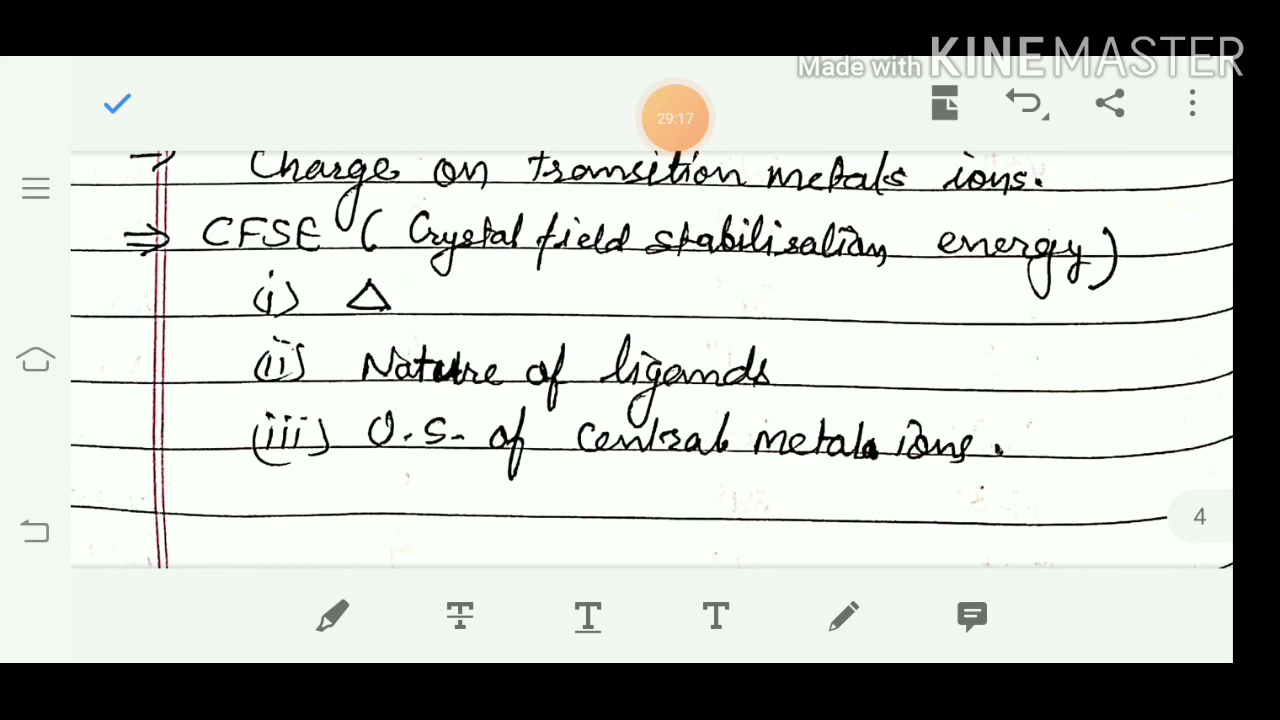 Made with KINEMASTER
29:17
⇒ Charge on transition metals ions.
⇒ CFSE ( Crystal field stabilisation energy )
(i) Δ
(ii) Nature of ligands
(iii) O.S. of central metal ions.
4
T T T